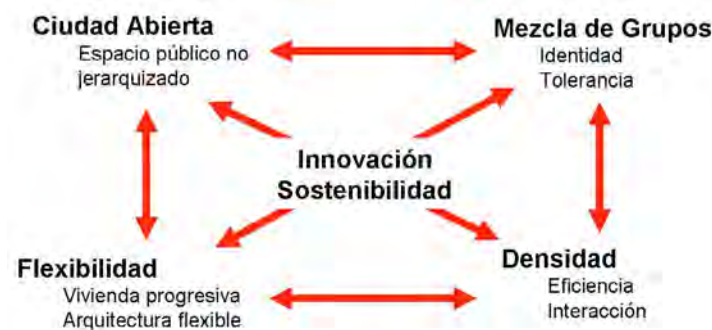 Ciudad Abierta
Espacio público no
jerarquizado
Mezcla de Grupos
Identidad
Tolerancia
Innovación
Sostenibilidad
Flexibilidad
Vivienda progresiva
Arquitectura flexible
Densidad
Eficiencia
Interacción